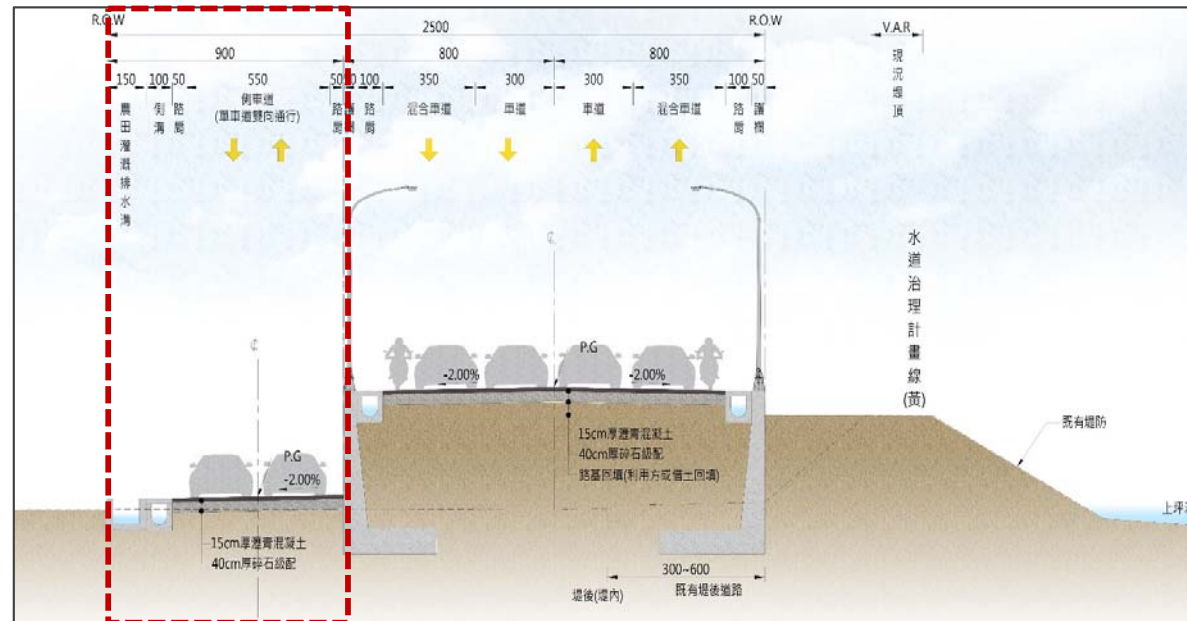 R.O.W
R.O.W
V.A.R
2500
900
800
800
現況堤頂
150
100
50
550
50
100
350
300
300
350
100
50
農田灌溉排水溝
側溝
路肩
側車道
(單車道雙向通行)
路肩
路肩
混合車道
車道
車道
混合車道
路肩
護欄
水道治理計畫線(黃)
P.G
-2.00%
-2.00%
既有堤防
15cm厚瀝青混凝土
40cm厚碎石級配
路基回填(利用方或借土回填)
P.G
-2.00%
上坪
15cm厚瀝青混凝土
40cm厚碎石級配
300~600
堤後(堤內)
既有堤後道路